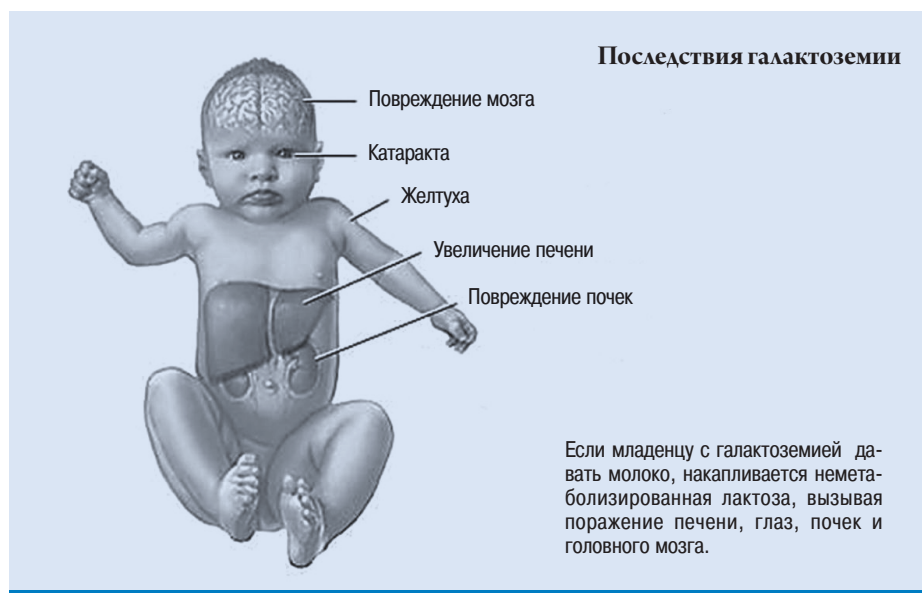 Последствия галактоземии
Повреждение мозга
Катаракта
Желтуха
Увеличение печени
Повреждение почек
Если младенцу с галактоземией да-
вать молоко, накапливается немета-
болизированная лактоза, вызывая
поражение печени, глаз, почек и
головного мозга.